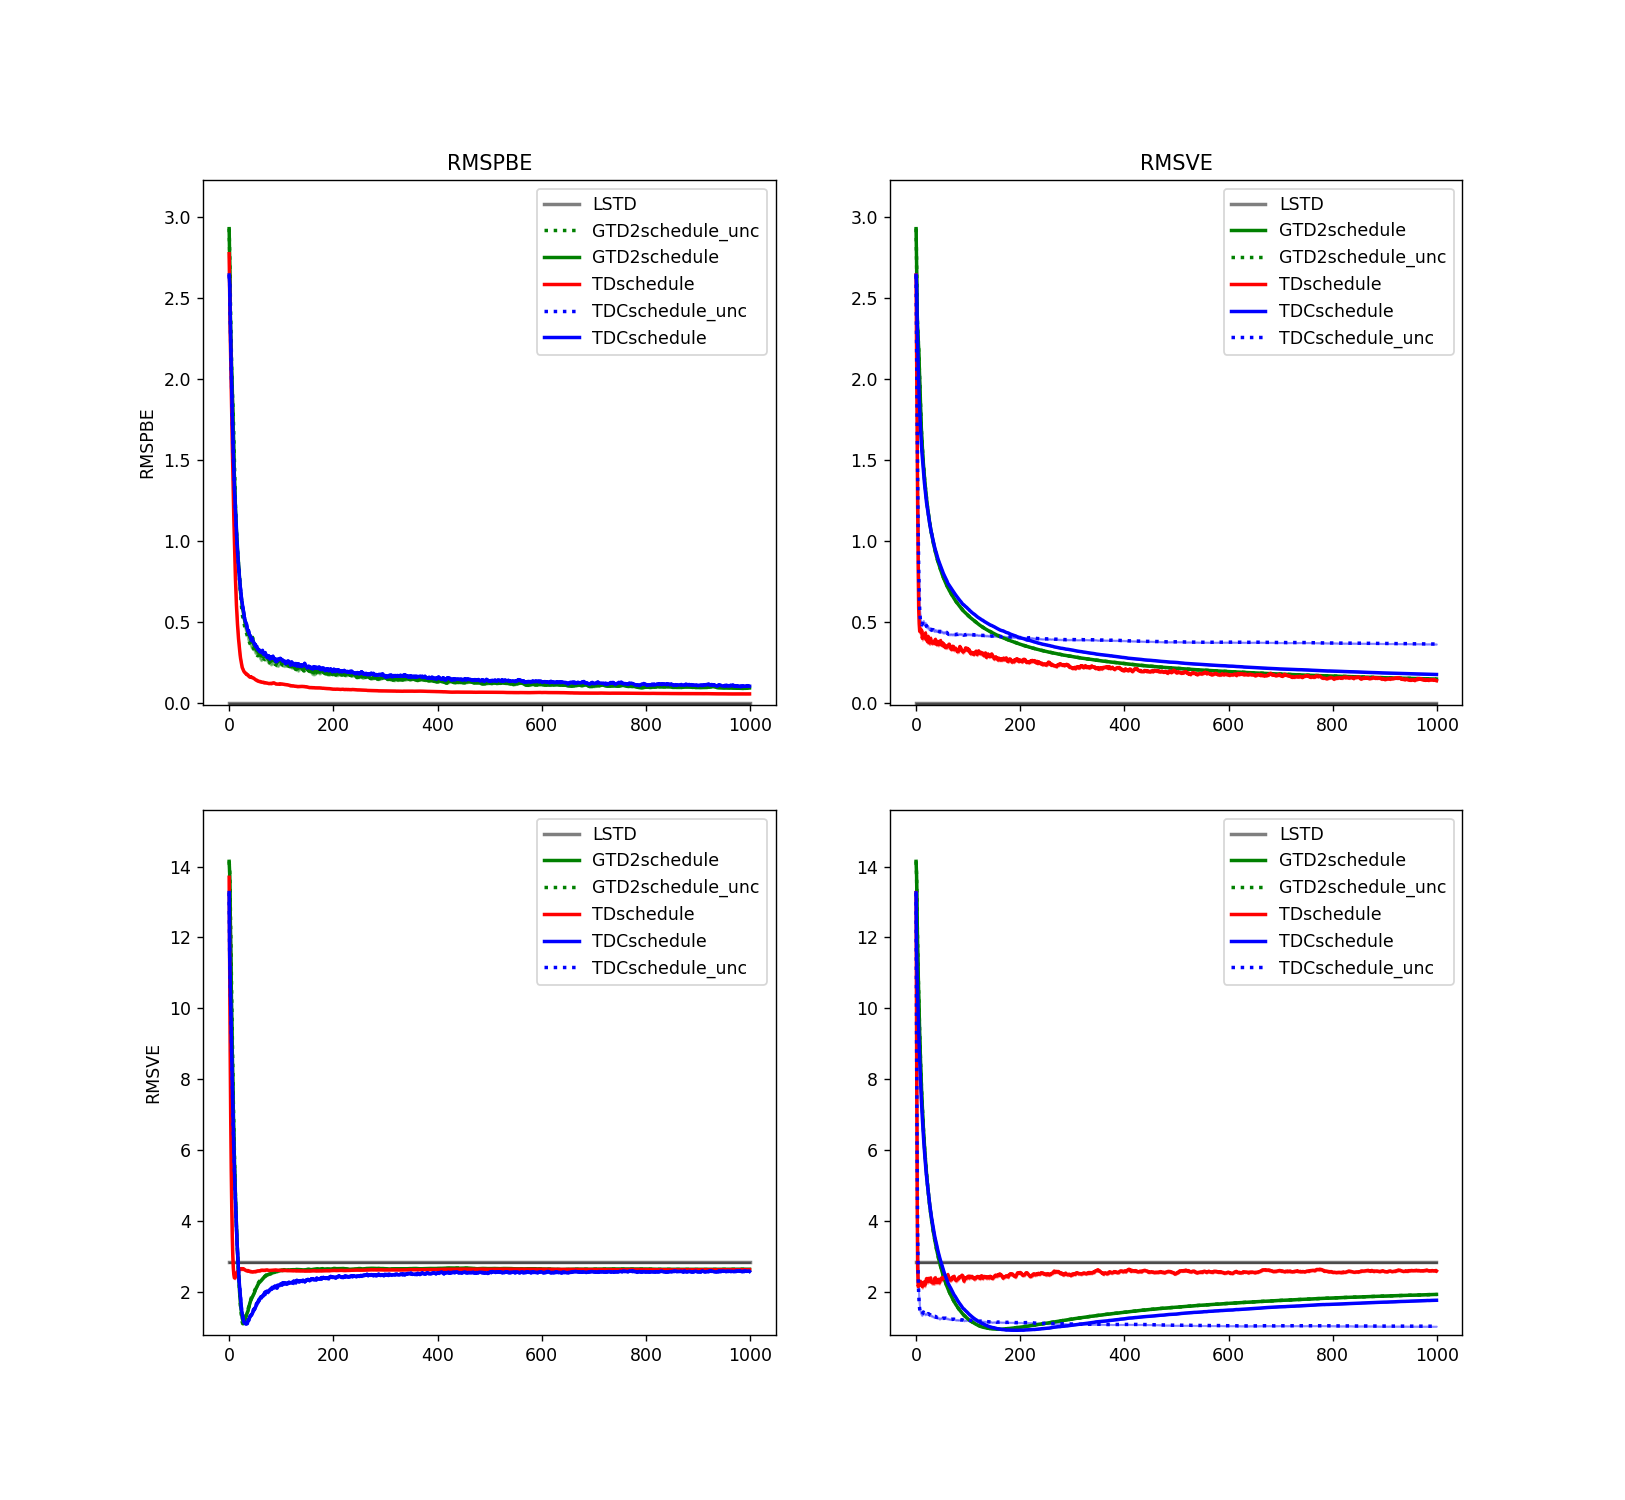 RMSPBE
RMSPBE
3.0
2.5
2.0
1.5
1.0
0.5
0.0
0 200 400 600 800 1000
LSTD
GTD2schedule_unc
GTD2schedule
TDschedule
TDCschedule_unc
TDCschedule
RMSVE
3.0
2.5
2.0
1.5
1.0
0.5
0.0
0 200 400 600 800 1000
LSTD
GTD2schedule
GTD2schedule_unc
TDschedule
TDCschedule
TDCschedule_unc
RMSVE
14
12
10
8
6
4
2
0 200 400 600 800 1000
LSTD
GTD2schedule
GTD2schedule_unc
TDschedule
TDCschedule
TDCschedule_unc
14
12
10
8
6
4
2
0 200 400 600 800 1000
LSTD
GTD2schedule
GTD2schedule_unc
TDschedule
TDCschedule
TDCschedule_unc